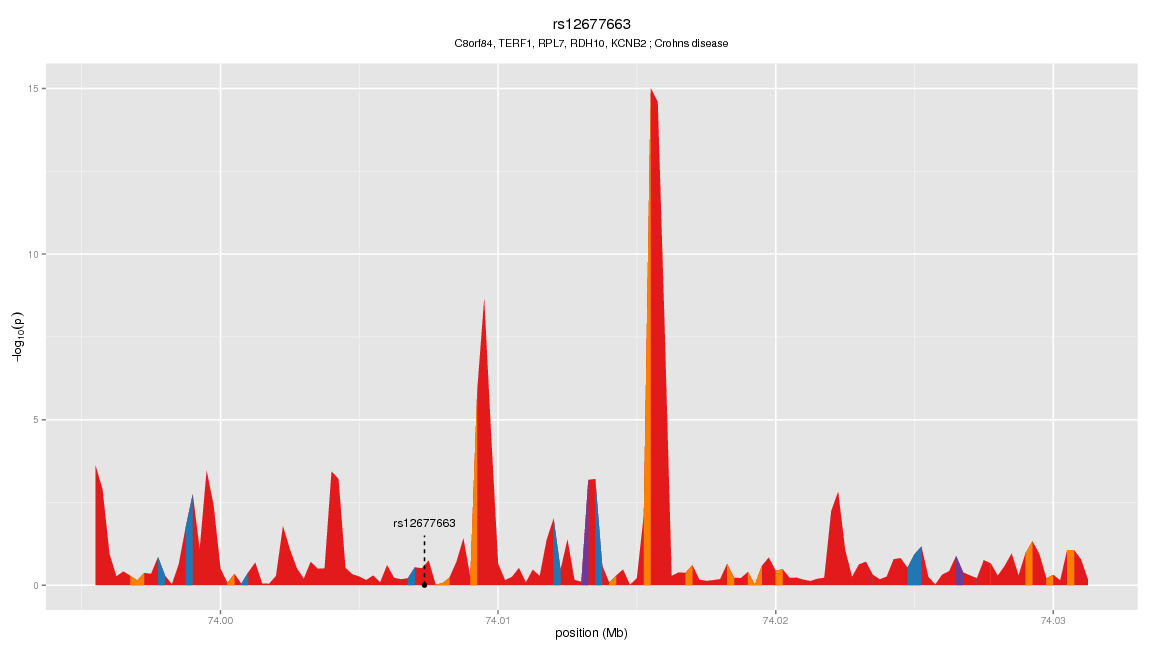 rs12677663
C8orf84, TERF1, RPL7, RDH10, KCNB2 ; Crohns disease
15
10
5
0
−log10(p)
rs12677663
74.00 74.01 74.02 74.03
position (Mb)